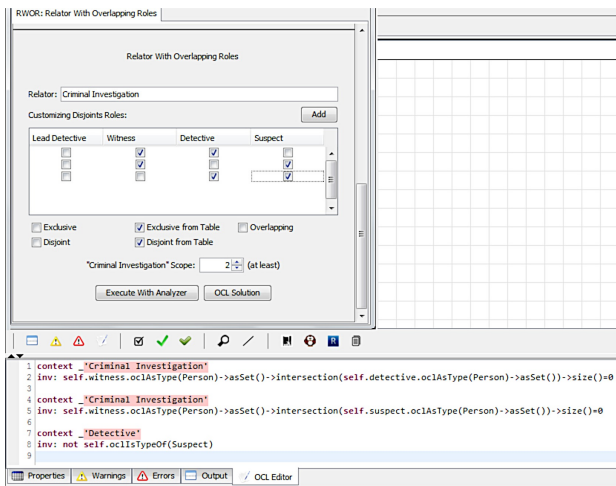 RWOR: Relator With Overlapping Roles
Relator With Overlapping Roles
Relator: Criminal Investigation
Customizing Disjoints Roles: Add
Lead Detective Witness Detective Suspect
Exclusive Exclusive from Table Overlapping
Disjoint Disjoint from Table
"Criminal Investigation" Scope: 2 (at least)
Execute With Analyzer OCL Solution
1 context _'Criminal Investigation'
2 inv: self.witness.oclAsType(Person)->asSet()->intersection(self.detective.oclAsType(Person)->asSet())->size()=0
3
4 context _'Criminal Investigation'
5 inv: self.witness.oclAsType(Person)->asSet()->intersection(self.suspect.oclAsType(Person)->asSet())->size()=0
6
7 context _'Detective'
8 inv: not self.oclIsTypeOf(Suspect)
9
Properties Warnings Errors Output OCL Editor